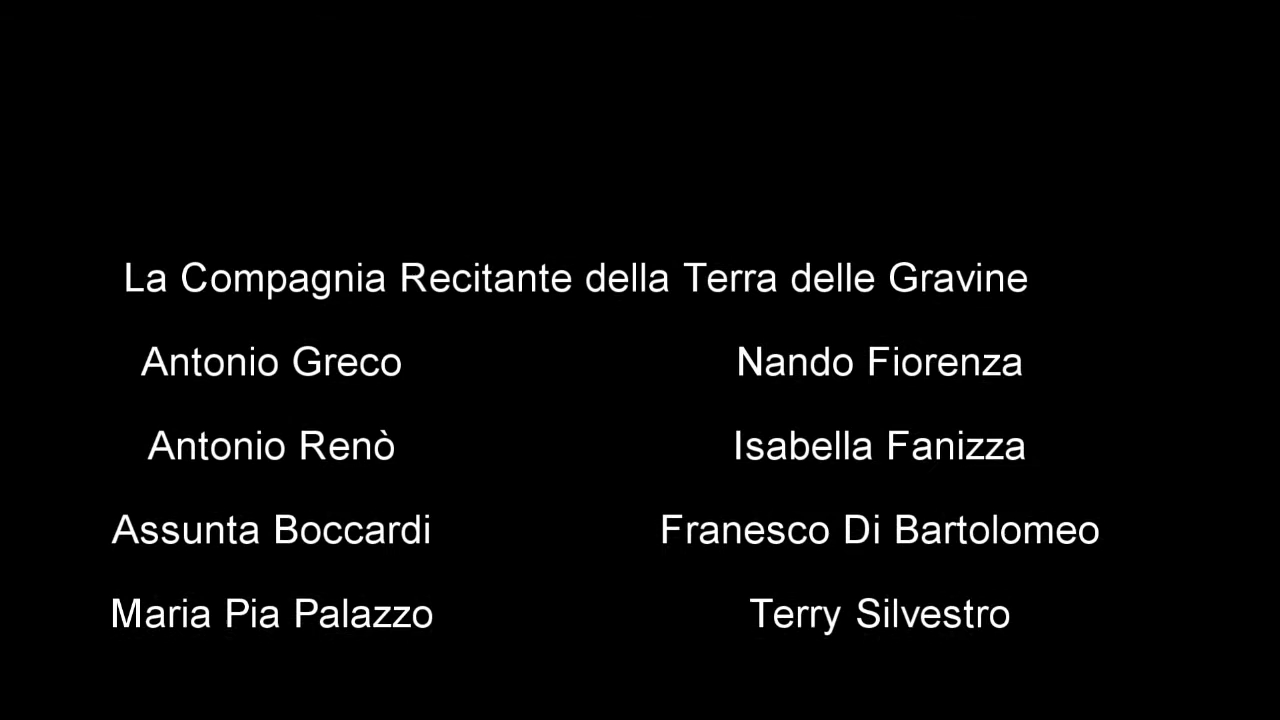 La Compagnia Recitante della Terra delle Gravine
Antonio Greco Nando Fiorenza
Antonio Renò Isabella Fanizza
Assunta Boccardi Franesco Di Bartolomeo
Maria Pia Palazzo Terry Silvestro